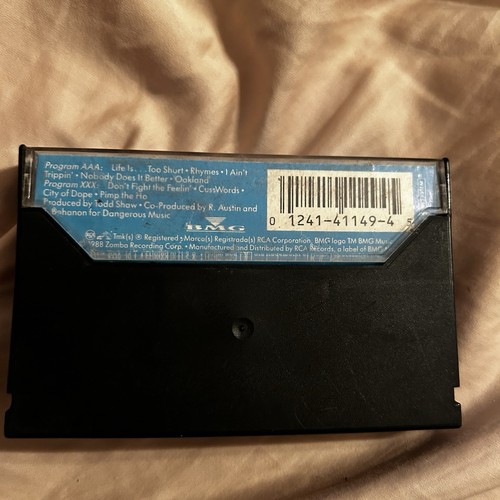 Program AAA: Life Is...Too Short • Rhymes • I Ain't
Trippin' • Nobody Does It Better • Oakland
Program XXX: Don't Fight the Feelin' • CussWords •
City of Dope • Pimp the Ho
Produced by Todd Shaw • Co-Produced by R. Austin and
Bohanon for Dangerous Music
BMG
0 1241-41149-4 5
RCA Tmk(s) ® Registered • Marca(s) Registrada(s) RCA Corporation. BMG logo TM BMG
1988 Zomba Recording Corp. • Manufactured and Distributed by RCA Records, a label of BMG